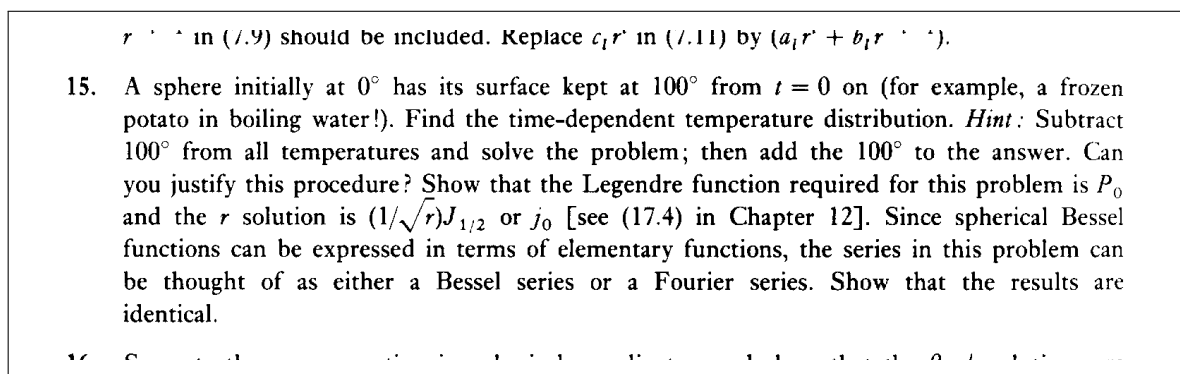 in (7.9) should be included. Replace c_l r^l in (7.11) by (a_l r^l + b_l r
15. A sphere initially at 0° has its surface kept at 100° from t = 0 on (for example, a frozen
potato in boiling water!). Find the time-dependent temperature distribution. Hint: Subtract
100° from all temperatures and solve the problem; then add the 100° to the answer. Can
you justify this procedure? Show that the Legendre function required for this problem is P₀
and the r solution is (1/√r)J₁/₂ or j₀ [see (17.4) in Chapter 12]. Since spherical Bessel
functions can be expressed in terms of elementary functions, the series in this problem can
be thought of as either a Bessel series or a Fourier series. Show that the results are
identical.